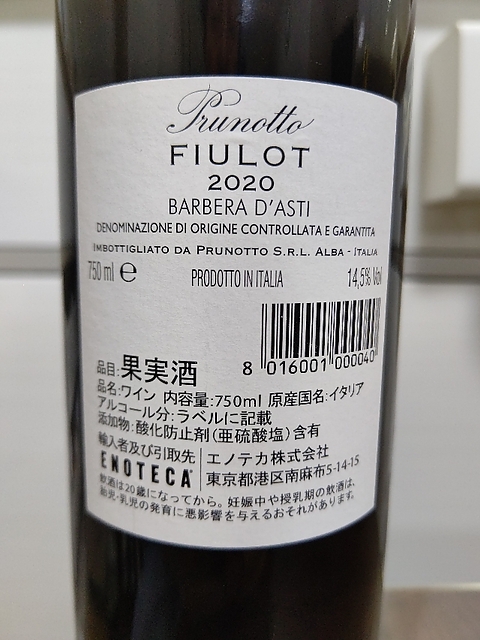 Prunotto
FIULOT
2020
BARBERA D'ASTI
DENOMINAZIONE DI ORIGINE CONTROLLATA E GARANTITA
IMBOTTIGLIATO DA PRUNOTTO S.R.L. ALBA - ITALIA
750 ml ℮ PRODOTTO IN ITALIA 14,5% Vol
8 016001 000040
品目:果実酒
品名:ワイン 内容量:750ml 原産国名:イタリア
アルコール分:ラベルに記載
添加物:酸化防止剤(亜硫酸塩)含有
輸入者及び引取先 エノテカ株式会社
ENOTECA 東京都港区南麻布5-14-15
飲酒は20歳になってから。妊娠中や授乳期の飲酒は、
胎児・乳児の発育に悪影響を与えるおそれがあります。